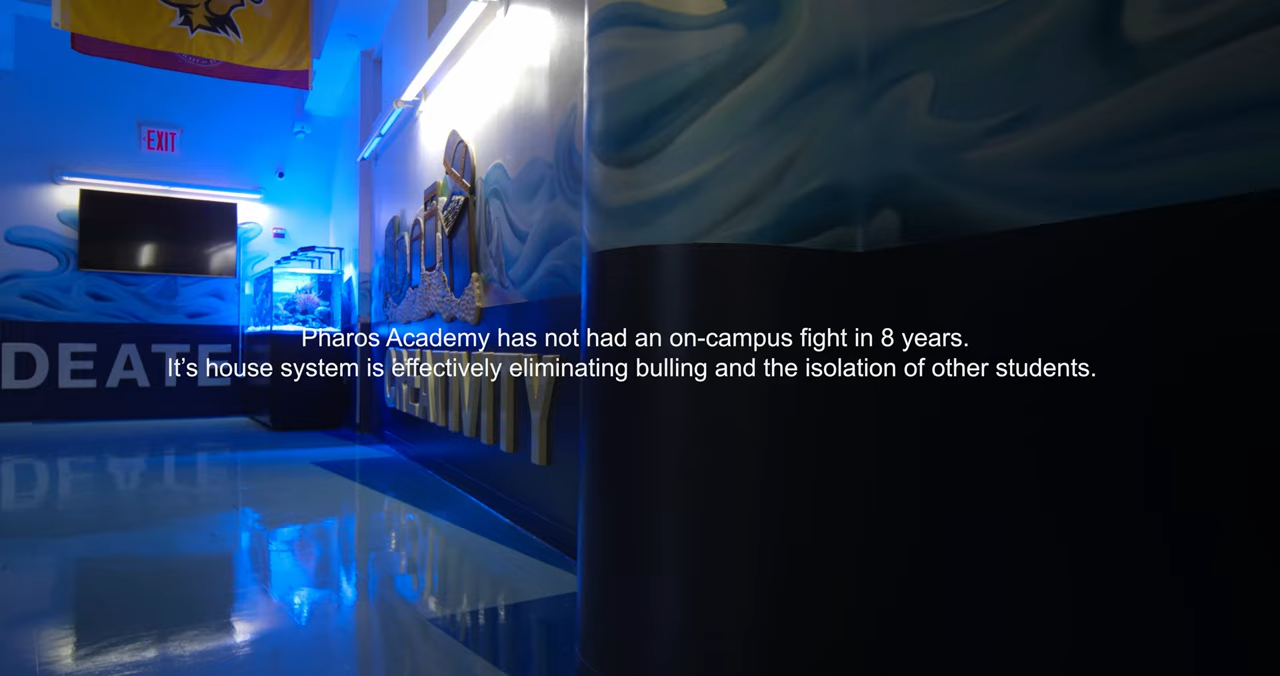 EXIT
Pharos Academy has not had an on-campus fight in 8 years.
It’s house system is effectively eliminating bulling and the isolation of other students.
DEATE
CREATIVITY